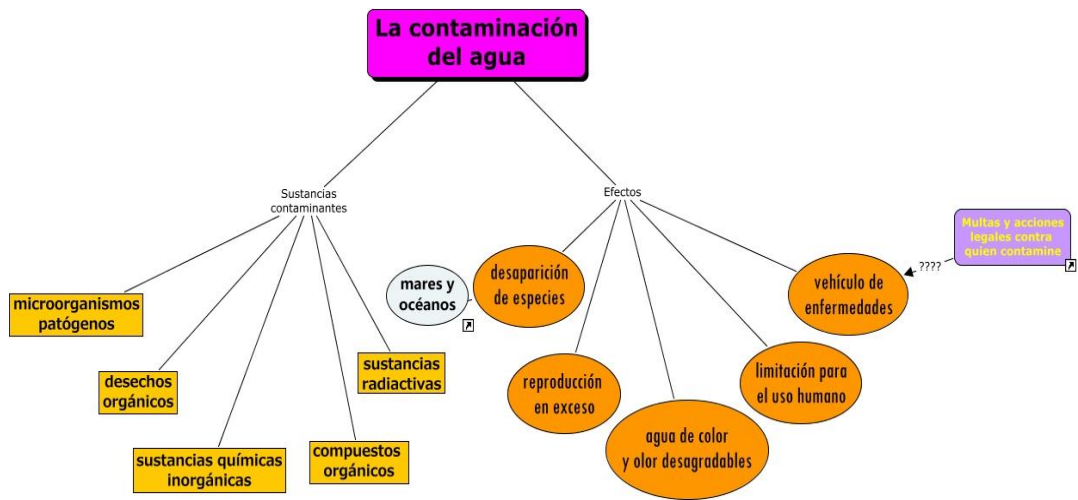 La contaminación
del agua
Sustancias
contaminantes
Efectos
microorganismos
patógenos
desechos
orgánicos
sustancias químicas
inorgánicas
compuestos
orgánicos
sustancias
radiactivas
mares y
océanos
desaparición
de especies
reproducción
en exceso
agua de color
y olor desagradables
limitación para
el uso humano
vehículo de
enfermedades
????
Multas y acciones
legales contra
quien contamine